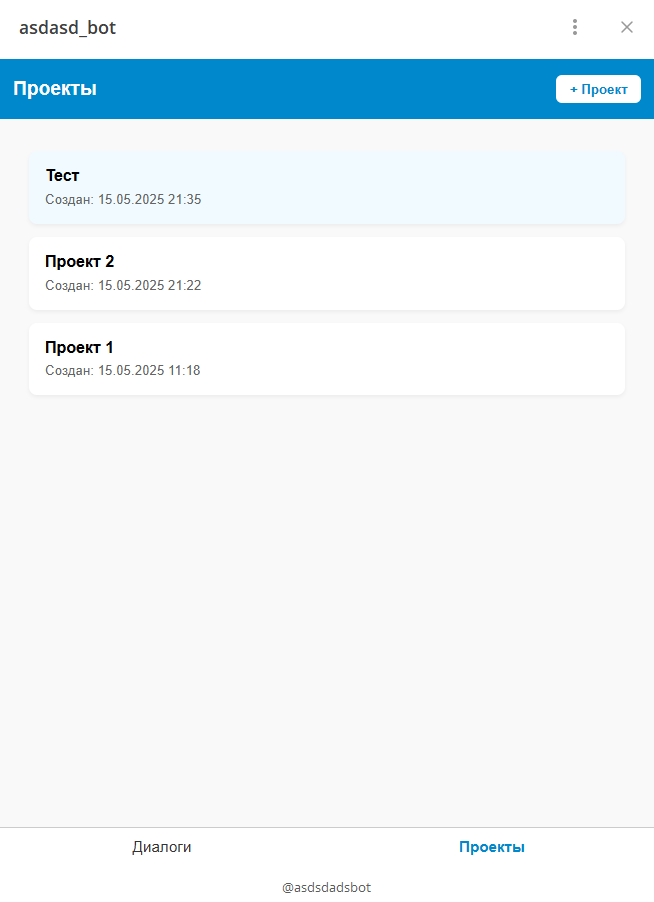 asdasd_bot
Проекты
+ Проект
Тест
Создан: 15.05.2025 21:35
Проект 2
Создан: 15.05.2025 21:22
Проект 1
Создан: 15.05.2025 11:18
Диалоги
Проекты
@asdsdadsbot